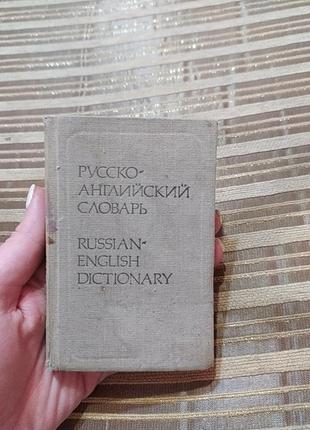 РУССКО-
АНГЛИЙСКИЙ
СЛОВАРЬ
RUSSIAN-
ENGLISH
DICTIONARY